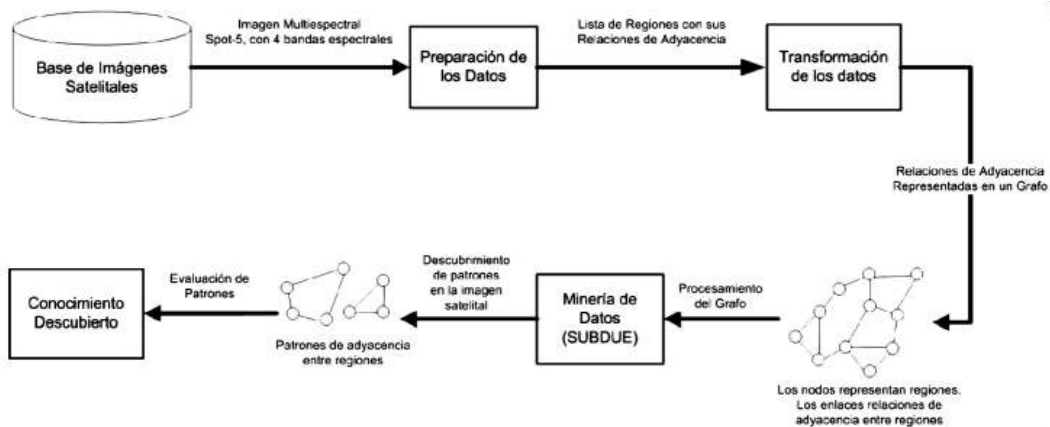 Imagen Multiespectral
Spot-5, con 4 bandas espectrales
Lista de Regiones con sus
Relaciones de Adyacencia
Base de Imágenes
Satelitales
Preparación de
los Datos
Transformación
de los datos
Relaciones de Adyacencia
Representadas en un Grafo
Evaluación de
Patrones
Descubrimiento
de patrones
en la imagen
satelital
Procesamiento
del Grafo
Conocimiento
Descubierto
Minería de
Datos
(SUBDUE)
Patrones de adyacencia
entre regiones
Los nodos representan regiones.
Los enlaces relaciones de
adyacencia entre regiones